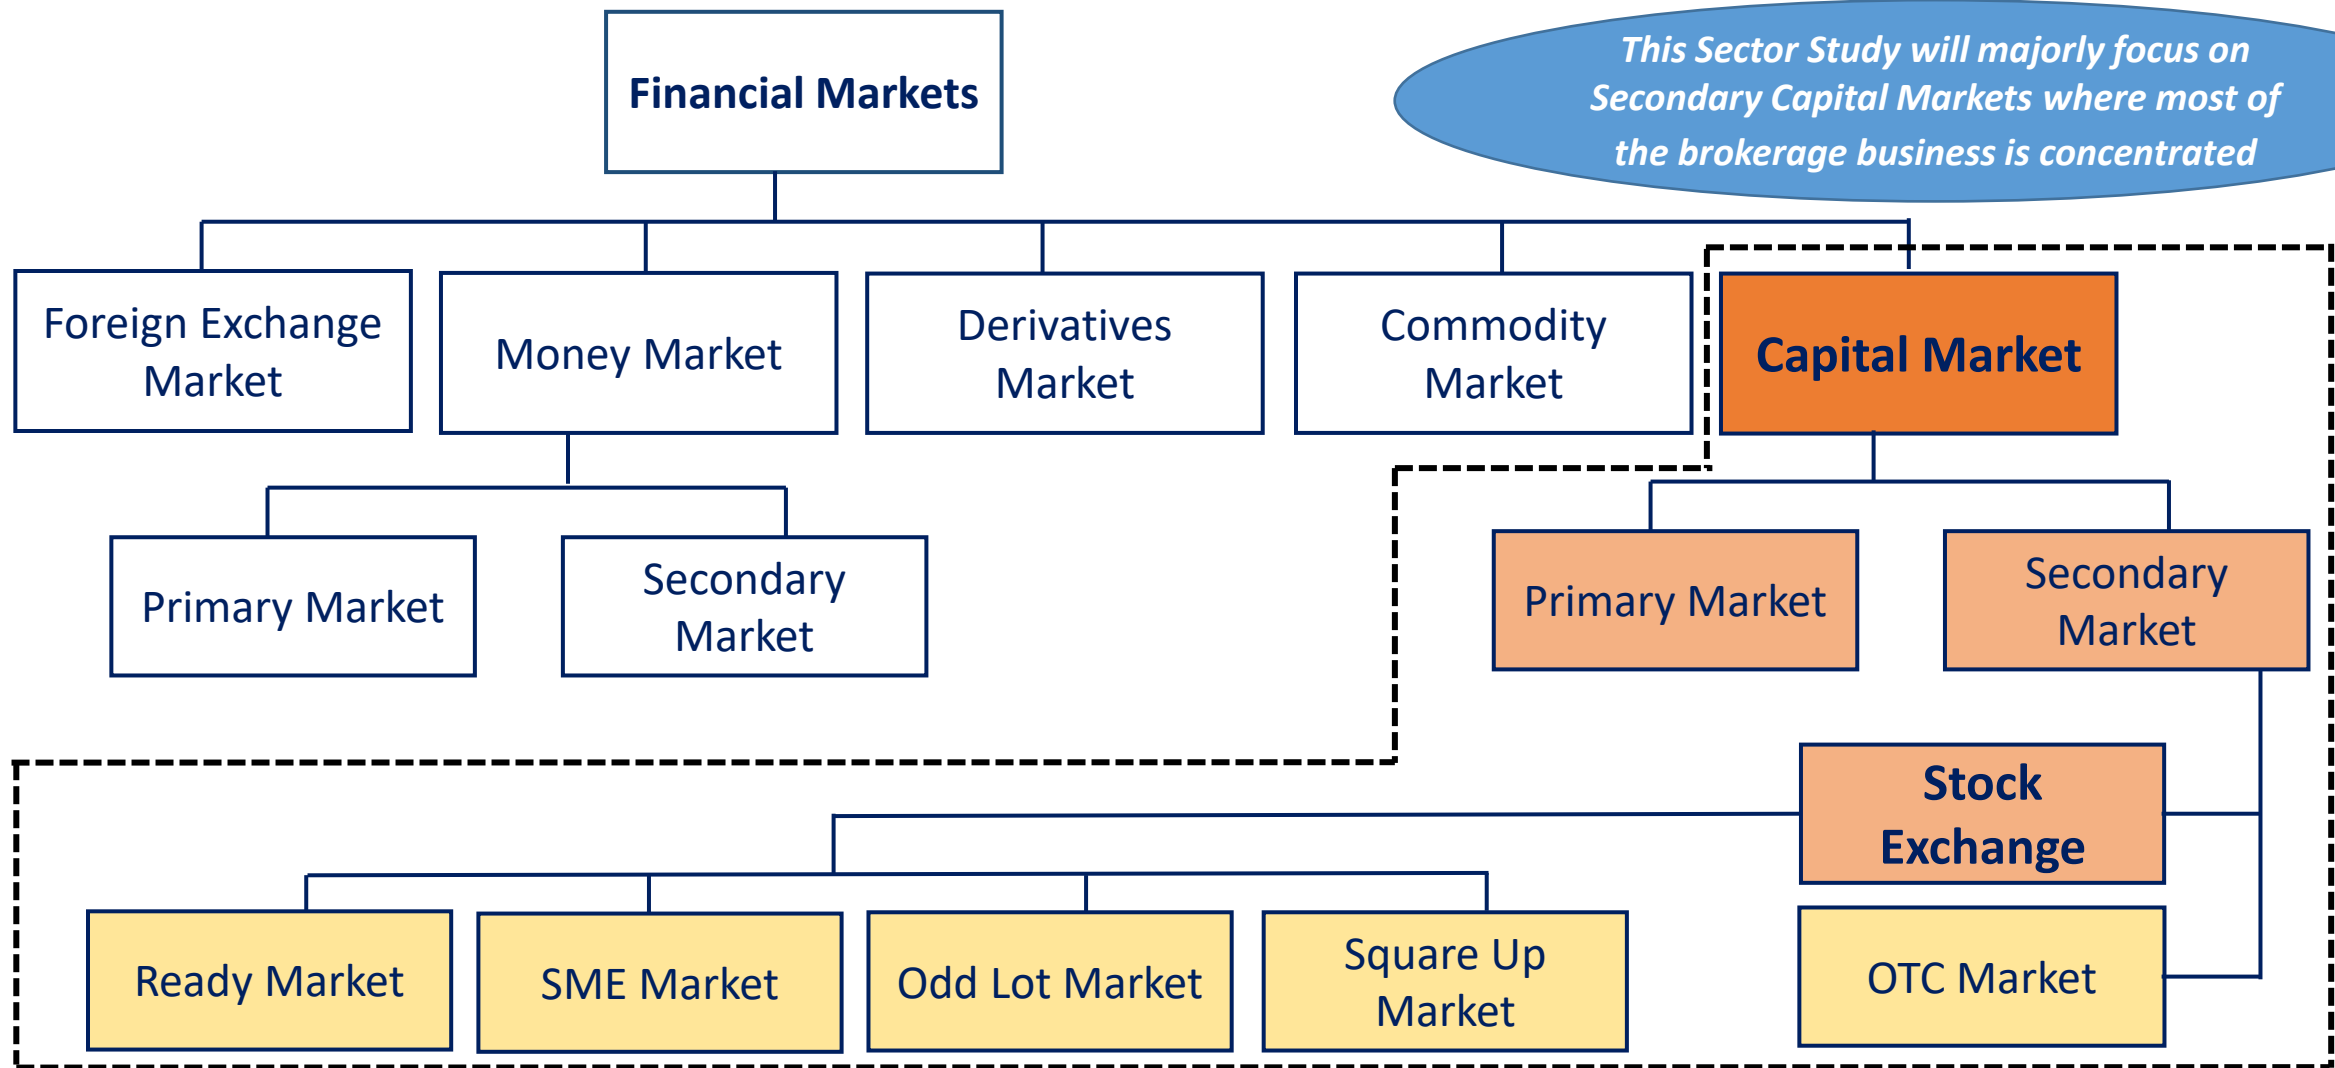 Financial Markets
This Sector Study will majorly focus on
Secondary Capital Markets where most of
the brokerage business is concentrated
Foreign Exchange
Market
Money Market
Derivatives
Market
Commodity
Market
Capital Market
Primary Market
Secondary
Market
Primary Market
Secondary
Market
Stock
Exchange
Ready Market
SME Market
Odd Lot Market
Square Up
Market
OTC Market